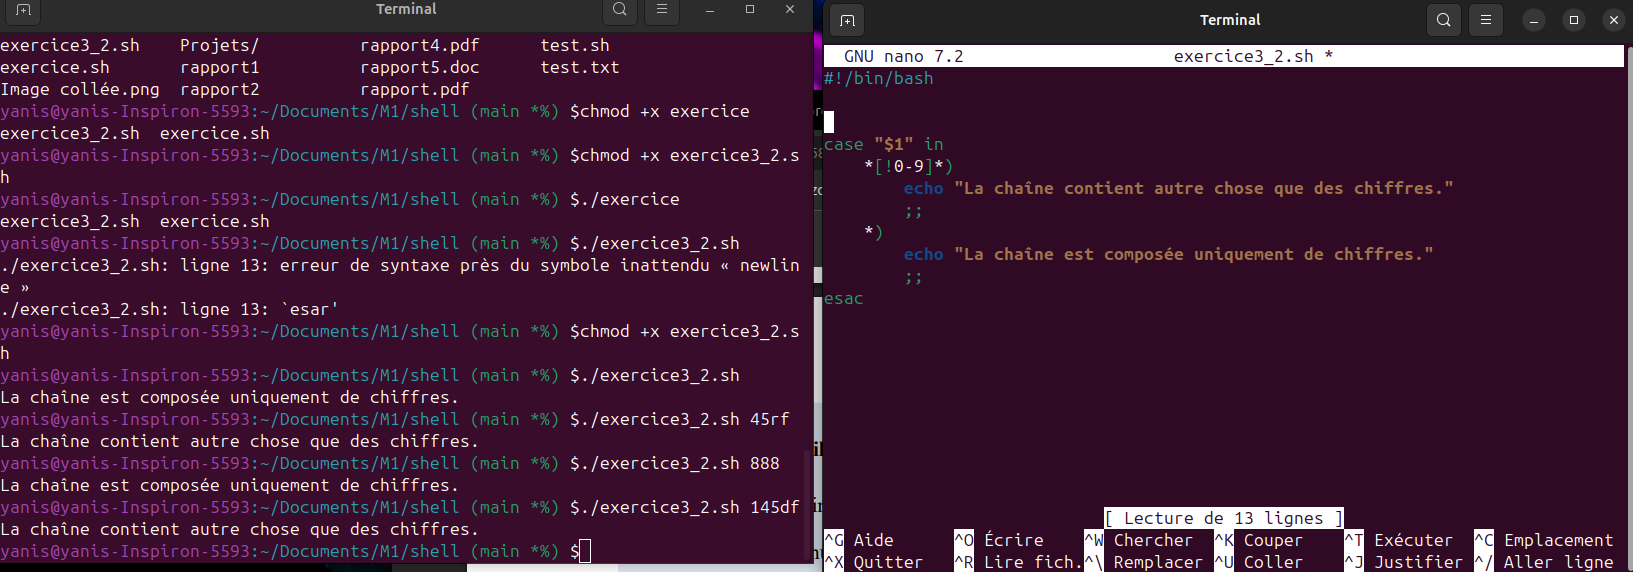 Terminal
exercice3_2.sh    Projets/          rapport4.pdf      test.sh
exercice.sh       rapport1          rapport5.doc      test.txt
Image collée.png  rapport2          rapport.pdf
yanis@yanis-Inspiron-5593:~/Documents/M1/shell (main *%) $chmod +x exercice
exercice3_2.sh  exercice.sh
yanis@yanis-Inspiron-5593:~/Documents/M1/shell (main *%) $chmod +x exercice3_2.s
h
yanis@yanis-Inspiron-5593:~/Documents/M1/shell (main *%) $./exercice
exercice3_2.sh  exercice.sh
yanis@yanis-Inspiron-5593:~/Documents/M1/shell (main *%) $./exercice3_2.sh
./exercice3_2.sh: ligne 13: erreur de syntaxe près du symbole inattendu « newlin
e »
./exercice3_2.sh: ligne 13: `esar'
yanis@yanis-Inspiron-5593:~/Documents/M1/shell (main *%) $chmod +x exercice3_2.s
h
yanis@yanis-Inspiron-5593:~/Documents/M1/shell (main *%) $./exercice3_2.sh
La chaîne est composée uniquement de chiffres.
yanis@yanis-Inspiron-5593:~/Documents/M1/shell (main *%) $./exercice3_2.sh 45rf
La chaîne contient autre chose que des chiffres.
yanis@yanis-Inspiron-5593:~/Documents/M1/shell (main *%) $./exercice3_2.sh 888
La chaîne est composée uniquement de chiffres.
yanis@yanis-Inspiron-5593:~/Documents/M1/shell (main *%) $./exercice3_2.sh 145df
La chaîne contient autre chose que des chiffres.
yanis@yanis-Inspiron-5593:~/Documents/M1/shell (main *%) $
Terminal
GNU nano 7.2                     exercice3_2.sh *
#!/bin/bash
case "$1" in
    *[!0-9]*)
        echo "La chaîne contient autre chose que des chiffres."
        ;;
    *)
        echo "La chaîne est composée uniquement de chiffres."
        ;;
esac
[ Lecture de 13 lignes ]
^G Aide      ^O Écrire    ^W Chercher  ^K Couper    ^T Exécuter  ^C Emplacement
^X Quitter   ^R Lire fich.^\ Remplacer ^U Coller    ^J Justifier ^/ Aller ligne